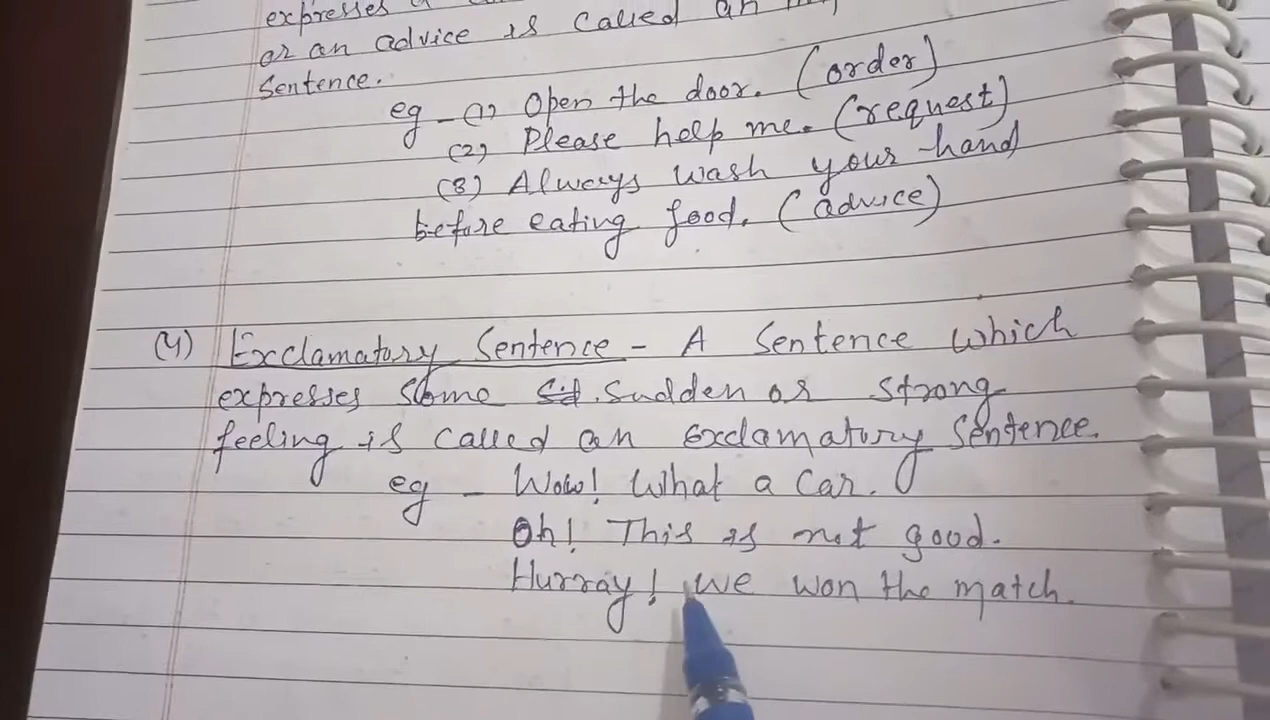 expresses a
or an advice is called an
Sentence.
eg - (1) Open the door. (order)
(2) Please help me. (request)
(3) Always wash your hand
before eating food. (advice)
(4) Exclamatory Sentence - A Sentence which
expresses some sudden or strong
feeling is called an exclamatory sentence.
eg - Wow! What a Car.
Oh! This is not good.
Hurray! We won the match.